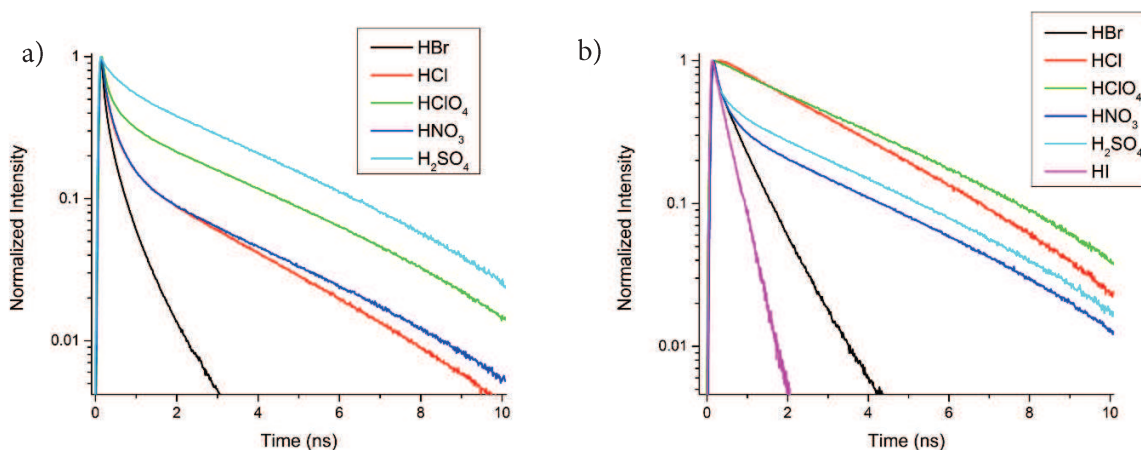 a)
HBr
HCl
HClO4
HNO3
H2SO4
1
0.1
0.01
Normalized Intensity
0
2
4
6
8
10
Time (ns)
b)
HBr
HCl
HClO4
HNO3
H2SO4
HI
1
0.1
0.01
Normalized Intensity
0
2
4
6
8
10
Time (ns)